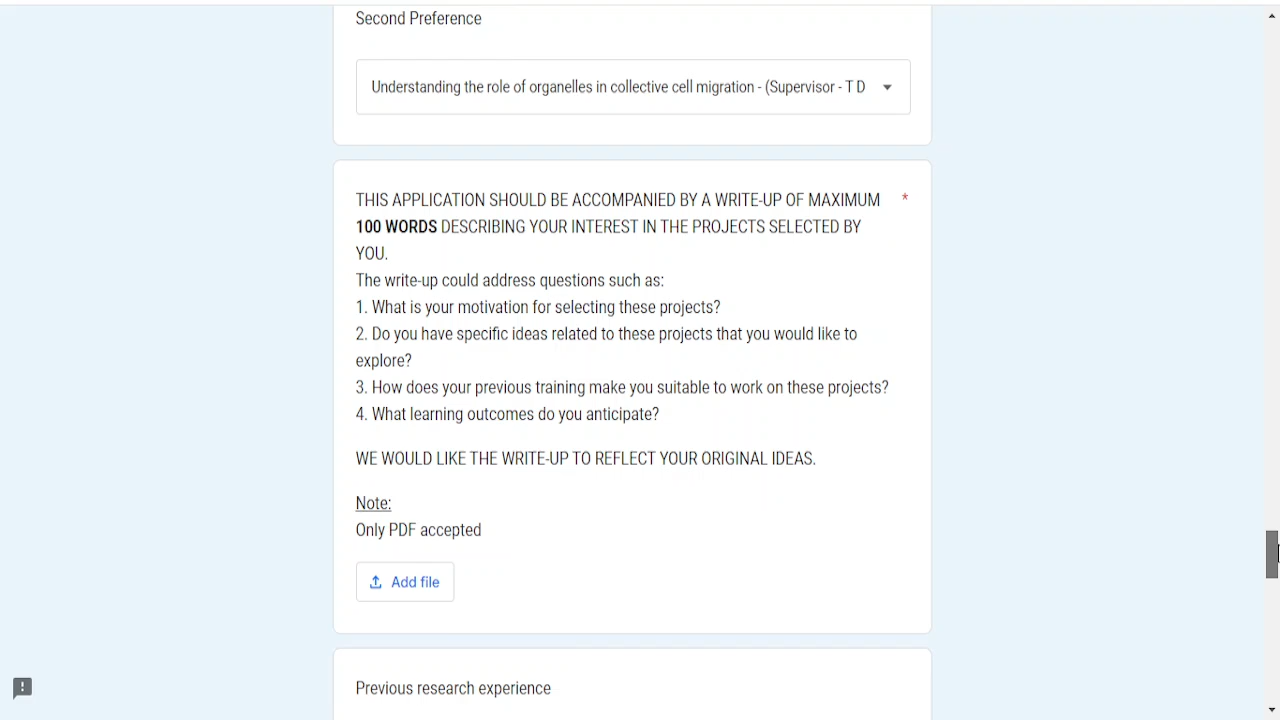 Second Preference
Understanding the role of organelles in collective cell migration - (Supervisor - T D
THIS APPLICATION SHOULD BE ACCOMPANIED BY A WRITE-UP OF MAXIMUM *
100 WORDS DESCRIBING YOUR INTEREST IN THE PROJECTS SELECTED BY
YOU.
The write-up could address questions such as:
1. What is your motivation for selecting these projects?
2. Do you have specific ideas related to these projects that you would like to
explore?
3. How does your previous training make you suitable to work on these projects?
4. What learning outcomes do you anticipate?
WE WOULD LIKE THE WRITE-UP TO REFLECT YOUR ORIGINAL IDEAS.
Note:
Only PDF accepted
Add file
Previous research experience